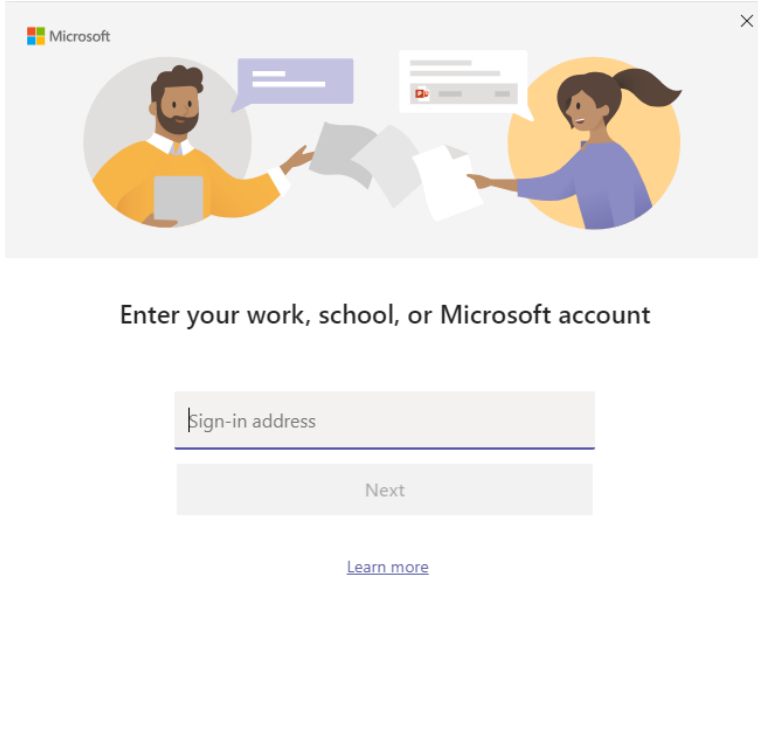 Microsoft
Enter your work, school, or Microsoft account
Sign-in address
Next
Learn more